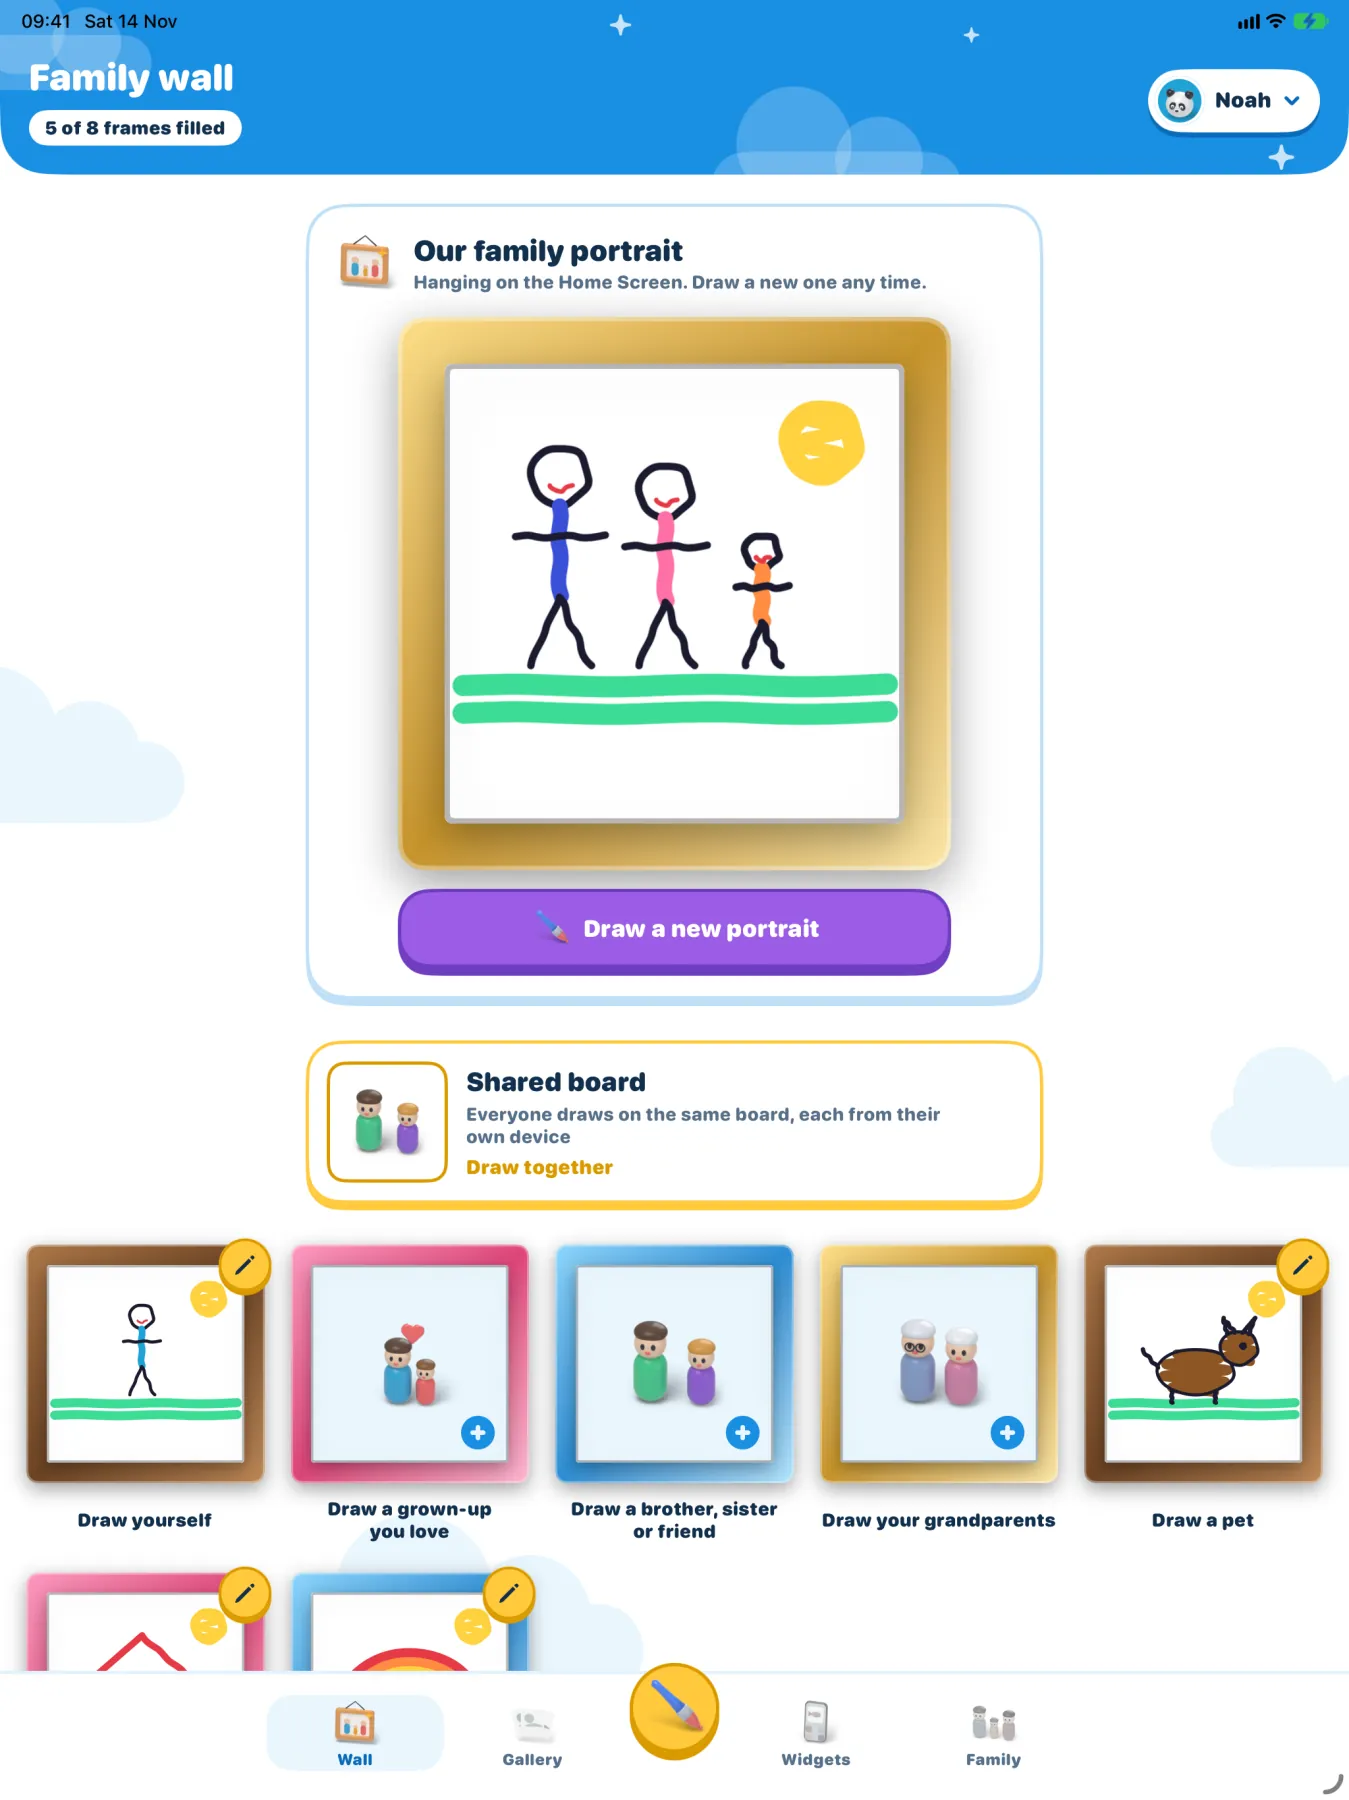 09:41 Sat 14 Nov
Family wall
5 of 8 frames filled
Noah
Our family portrait
Hanging on the Home Screen. Draw a new one any time.
Draw a new portrait
Shared board
Everyone draws on the same board, each from their
own device
Draw together
Draw yourself
Draw a grown-up
you love
Draw a brother, sister
or friend
Draw your grandparents
Draw a pet
Wall
Gallery
Widgets
Family